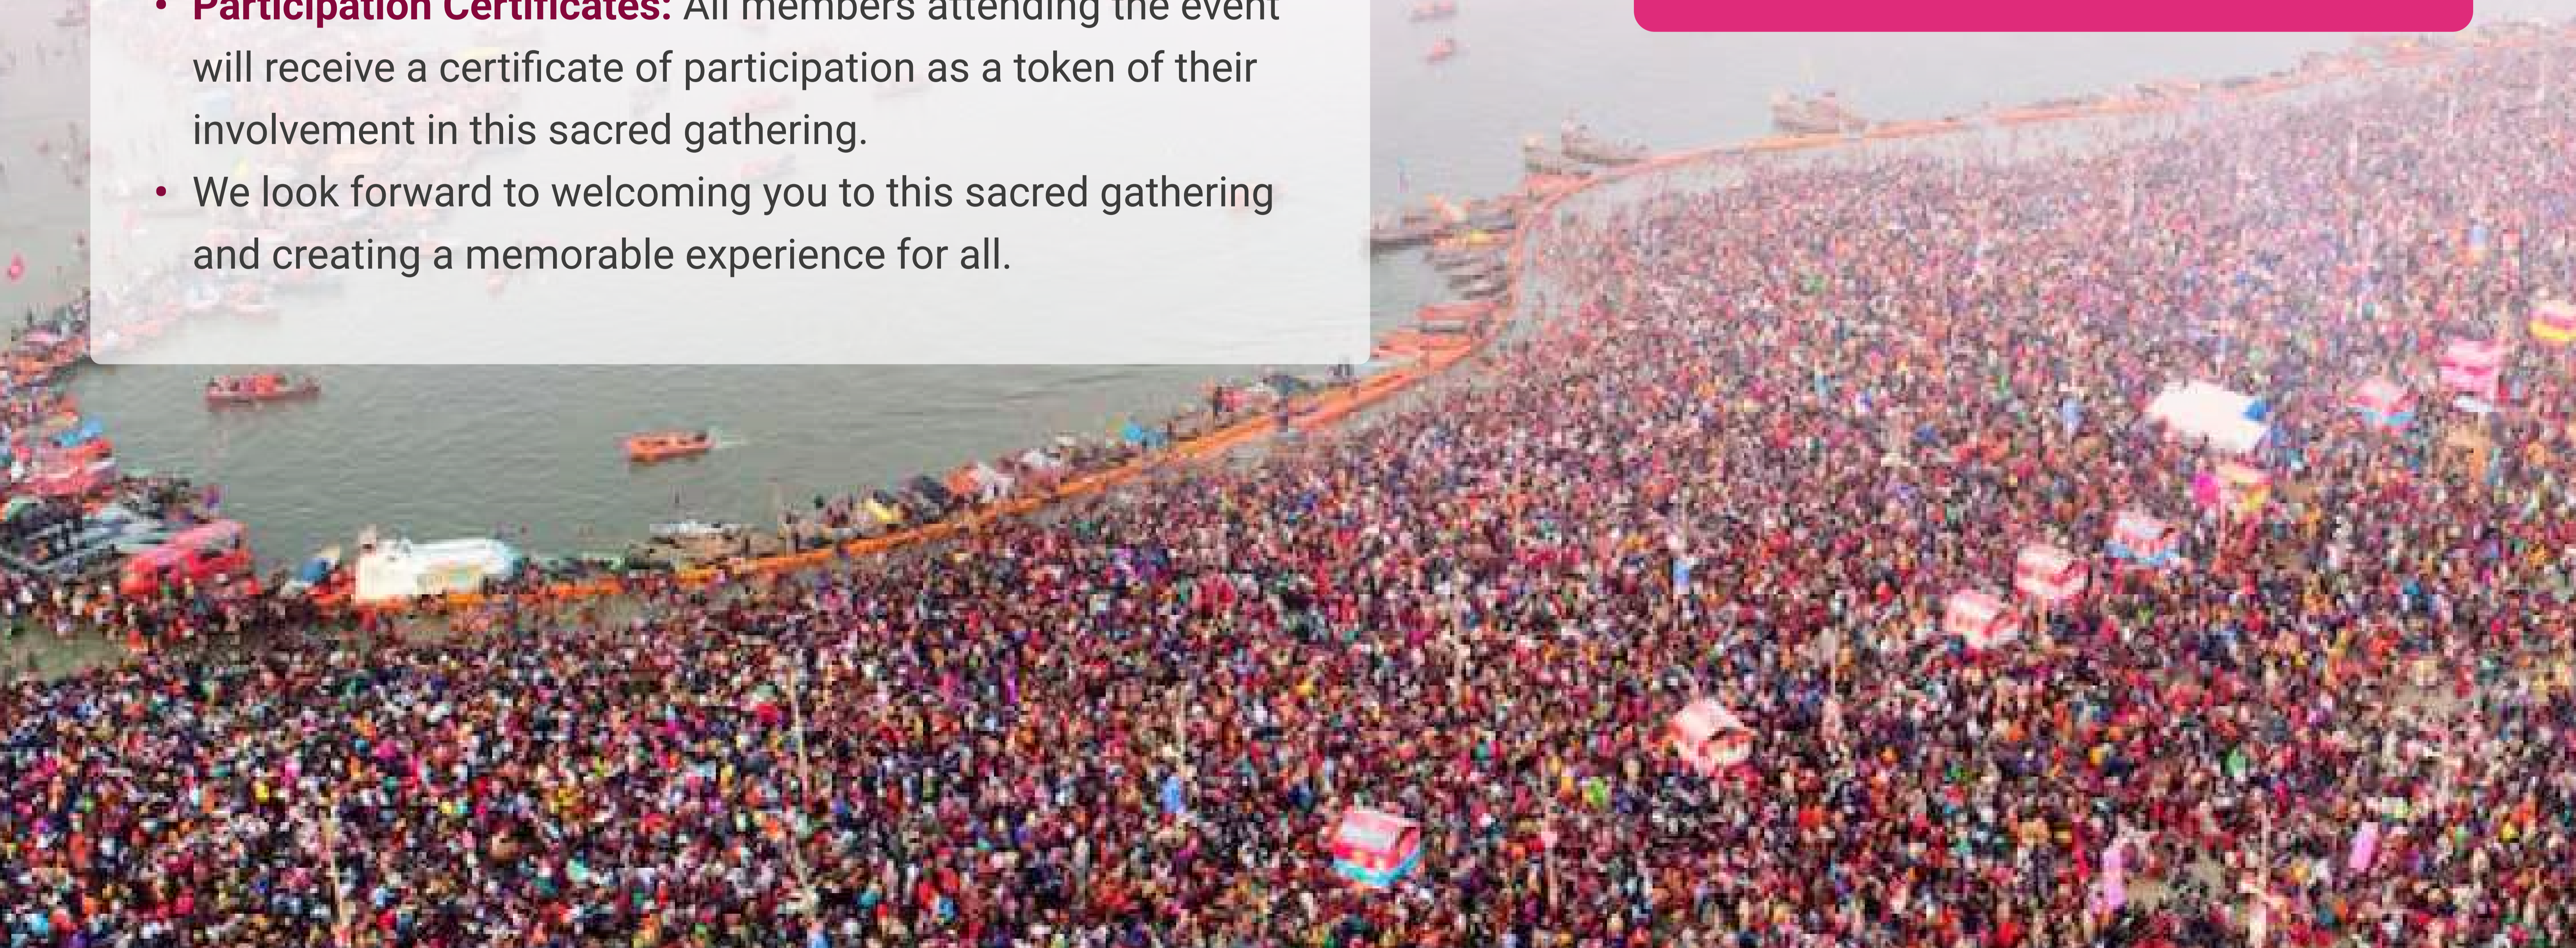 • Participation Certificates: All members attending the event
will receive a certificate of participation as a token of their
involvement in this sacred gathering.
• We look forward to welcoming you to this sacred gathering
and creating a memorable experience for all.